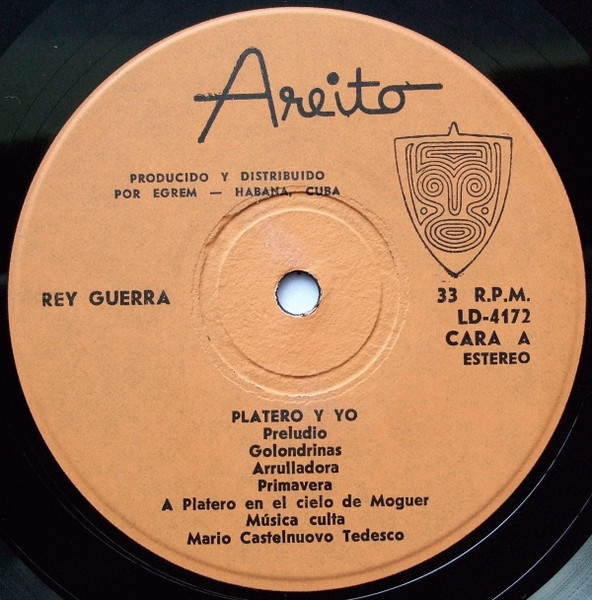 Areito
PRODUCIDO Y DISTRIBUIDO
POR EGREM — HABANA, CUBA
REY GUERRA
33 R.P.M.
LD-4172
CARA A
ESTEREO
PLATERO Y YO
Preludio
Golondrinas
Arrulladora
Primavera
A Platero en el cielo de Moguer
Música culta
Mario Castelnuovo Tedesco